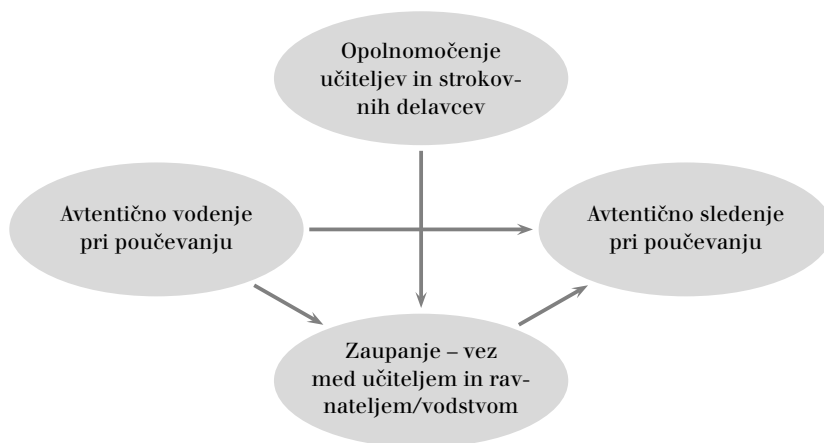 Opolnomočenje
učiteljev in strokov-
nih delavcev
Avtentično vodenje
pri poučevanju
Avtentično sledenje
pri poučevanju
Zaupanje – vez
med učiteljem in rav-
nateljem/vodstvom